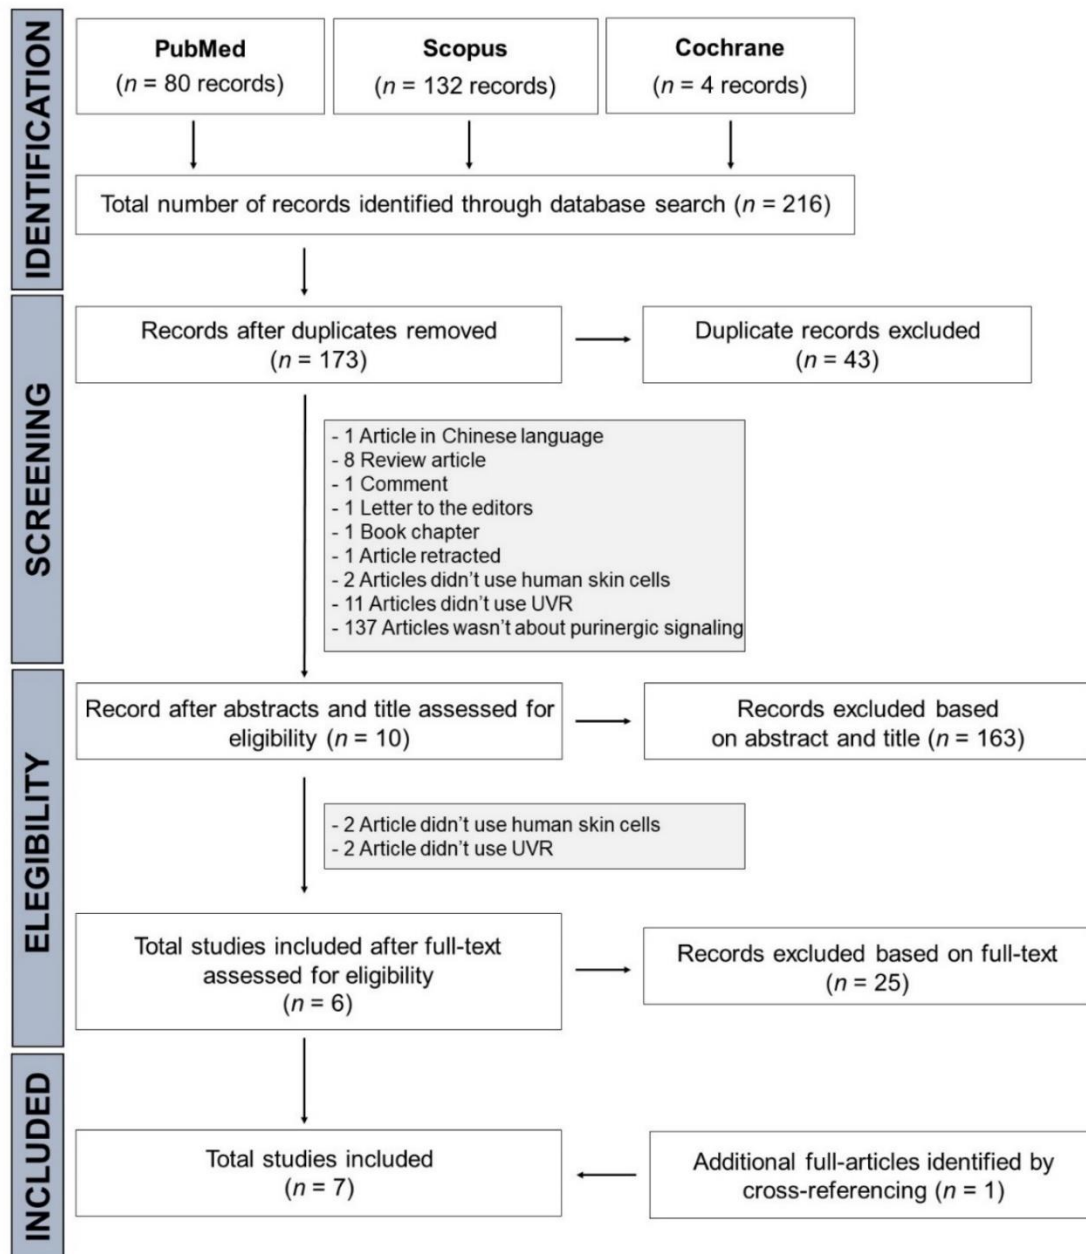 IDENTIFICATION
PubMed
(n = 80 records)
Scopus
(n = 132 records)
Cochrane
(n = 4 records)
Total number of records identified through database search (n = 216)
SCREENING
Records after duplicates removed
(n = 173)
Duplicate records excluded
(n = 43)
- 1 Article in Chinese language
- 8 Review article
- 1 Comment
- 1 Letter to the editors
- 1 Book chapter
- 1 Article retracted
- 2 Articles didn't use human skin cells
- 11 Articles didn't use UVR
- 137 Articles wasn't about purinergic signaling
ELEGIBILITY
Record after abstracts and title assessed for
eligibility (n = 10)
Records excluded based
on abstract and title (n = 163)
- 2 Article didn't use human skin cells
- 2 Article didn't use UVR
Total studies included after full-text
assessed for eligibility
(n = 6)
Records excluded based on full-text
(n = 25)
INCLUDED
Total studies included
(n = 7)
Additional full-articles identified by
cross-referencing (n = 1)